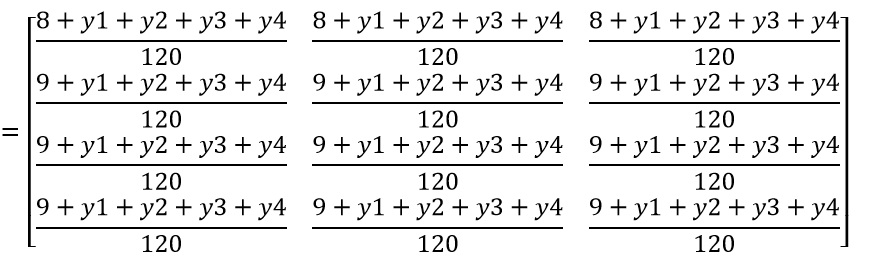 8 + y1 + y2 + y3 + y4 8 + y1 + y2 + y3 + y4 8 + y1 + y2 + y3 + y4
120 120 120
9 + y1 + y2 + y3 + y4 9 + y1 + y2 + y3 + y4 9 + y1 + y2 + y3 + y4
= 120 120 120
9 + y1 + y2 + y3 + y4 9 + y1 + y2 + y3 + y4 9 + y1 + y2 + y3 + y4
120 120 120
9 + y1 + y2 + y3 + y4 9 + y1 + y2 + y3 + y4 9 + y1 + y2 + y3 + y4
120 120 120